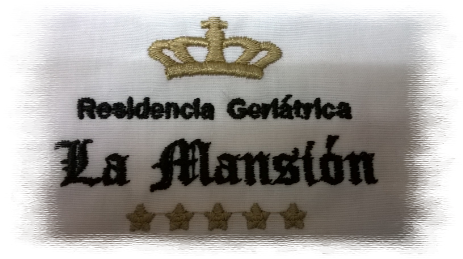 Residencia Geriátrica
La Mansión